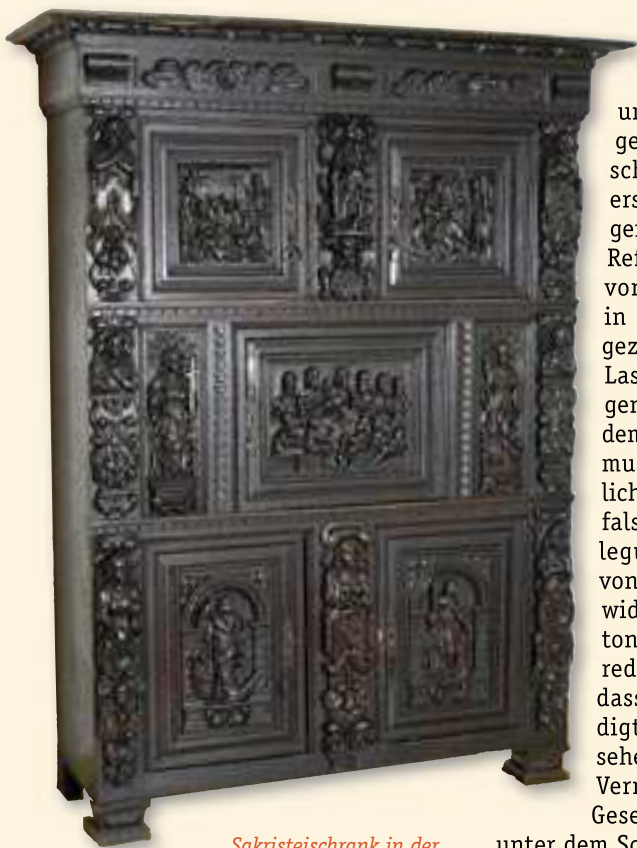 ur
ge
sch
ers
ger
Ref
vor
in
gez
Las
ger
den
mu
lich
fals
legu
von
wid
ton
red
dass
digt
sehe
Verr
Gese
Sakristeischrank in der
unter dem Sc